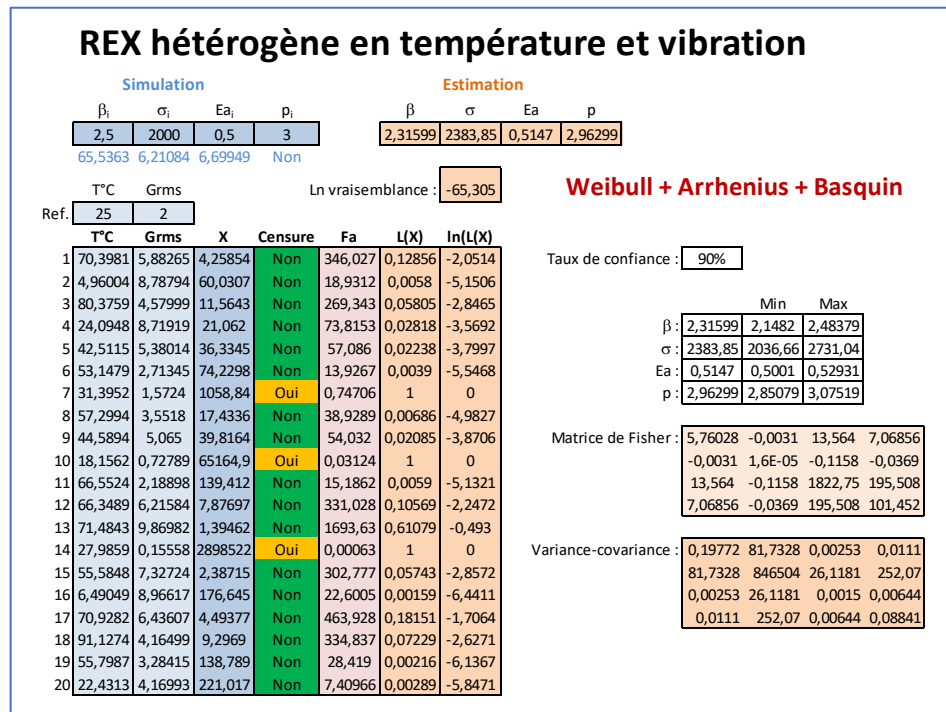 REX hétérogène en température et vibration
Simulation
Estimation
βi σi Eai pi
β σ Ea p
2,5 2000 0,5 3
2,31599 2383,85 0,5147 2,96299
65,5363 6,21084 6,69949 Non
T°C Grms
Ln vraisemblance : -65,305
Weibull + Arrhenius + Basquin
Ref. 25 2
T°C Grms X Censure Fa L(X) ln(L(X)
1 70,3981 5,88265 4,25854 Non 346,027 0,12856 -2,0514
2 4,96004 8,78794 60,0307 Non 18,9312 0,0058 -5,1506
3 80,3759 4,57999 11,5643 Non 269,343 0,05805 -2,8465
4 24,0948 8,71919 21,062 Non 73,8153 0,02818 -3,5692
5 42,5115 5,38014 36,3345 Non 57,086 0,02238 -3,7997
6 53,1479 2,71345 74,2298 Non 13,9267 0,0039 -5,5468
7 31,3952 1,5724 1058,84 Oui 0,74706 1 0
8 57,2994 3,5518 17,4336 Non 38,9289 0,00686 -4,9827
9 44,5894 5,065 39,8164 Non 54,032 0,02085 -3,8706
10 18,1562 0,72789 65164,9 Oui 0,03124 1 0
11 66,5524 2,18898 139,412 Non 15,1862 0,0059 -5,1321
12 66,3489 6,21584 7,87697 Non 331,028 0,10569 -2,2472
13 71,4843 9,86982 1,39462 Non 1693,63 0,61079 -0,493
14 27,9859 0,15558 2898522 Oui 0,00063 1 0
15 55,5848 7,32724 2,38715 Non 302,777 0,05743 -2,8572
16 6,49049 8,96617 176,645 Non 22,6005 0,00159 -6,4411
17 70,9282 6,43607 4,49377 Non 463,928 0,18151 -1,7064
18 91,1274 4,16499 9,2969 Non 334,837 0,07229 -2,6271
19 55,7987 3,28415 138,789 Non 28,419 0,00216 -6,1367
20 22,4313 4,16993 221,017 Non 7,40966 0,00289 -5,8471
Taux de confiance : 90%
Min Max
β : 2,31599 2,1482 2,48379
σ : 2383,85 2036,66 2731,04
Ea : 0,5147 0,5001 0,52931
p : 2,96299 2,85079 3,07519
Matrice de Fisher : 5,76028 -0,0031 13,564 7,06856
-0,0031 1,6E-05 -0,1158 -0,0369
13,564 -0,1158 1822,75 195,508
7,06856 -0,0369 195,508 101,452
Variance-covariance : 0,19772 81,7328 0,00253 0,0111
81,7328 846504 26,1181 252,07
0,00253 26,1181 0,0015 0,00644
0,0111 252,07 0,00644 0,08841